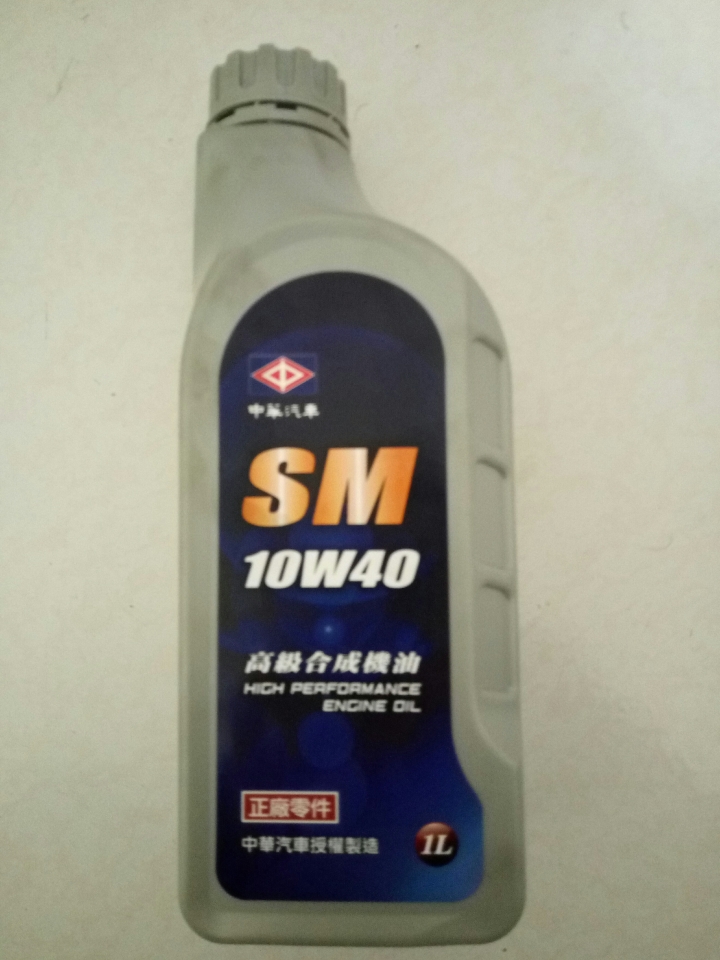 中華汽車
SM
10W40
高級合成機油
HIGH PERFORMANCE
ENGINE OIL
正廠零件
中華汽車授權製造
1L